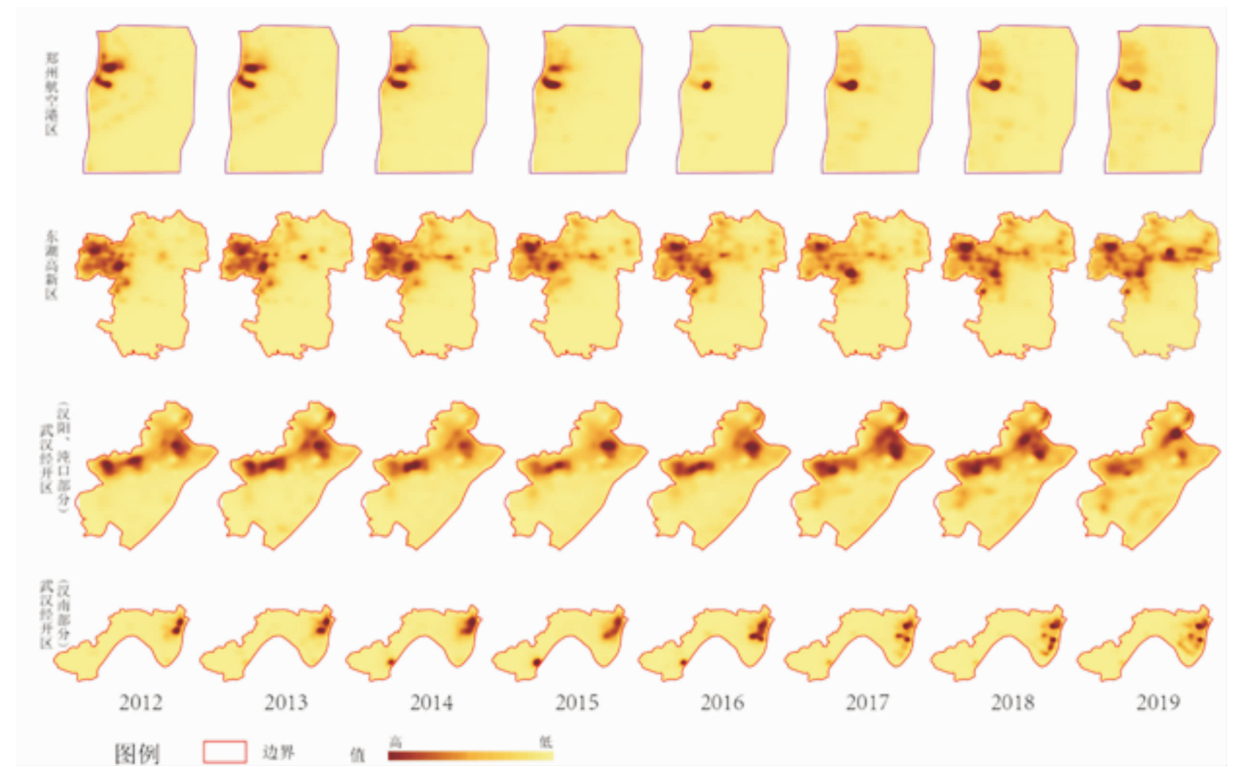 郑州航空港区
东湖高新区
武汉经开区
(汉阳、沌口部分)
武汉经开区
(汉南部分)
2012 2013 2014 2015 2016 2017 2018 2019
图例 边界 值 高 低